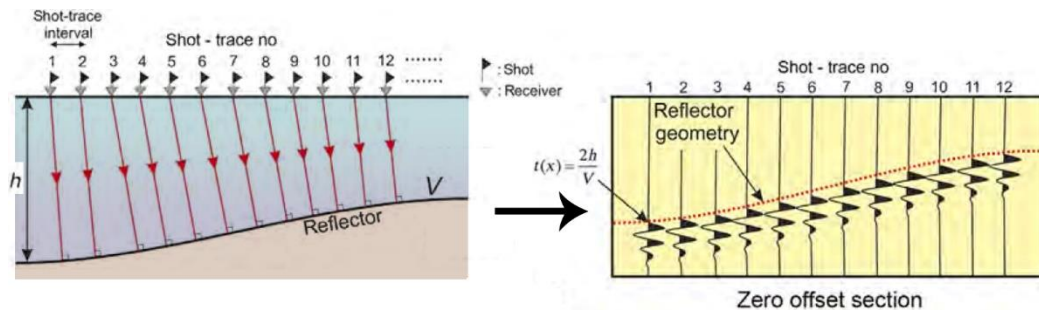 Shot-trace
interval
Shot - trace no
1 2 3 4 5 6 7 8 9 10 11 12 ........
........
: Shot
: Receiver
h
V
Reflector
Shot - trace no
1 2 3 4 5 6 7 8 9 10 11 12
Reflector
geometry
t(x) = 2h/V
Zero offset section